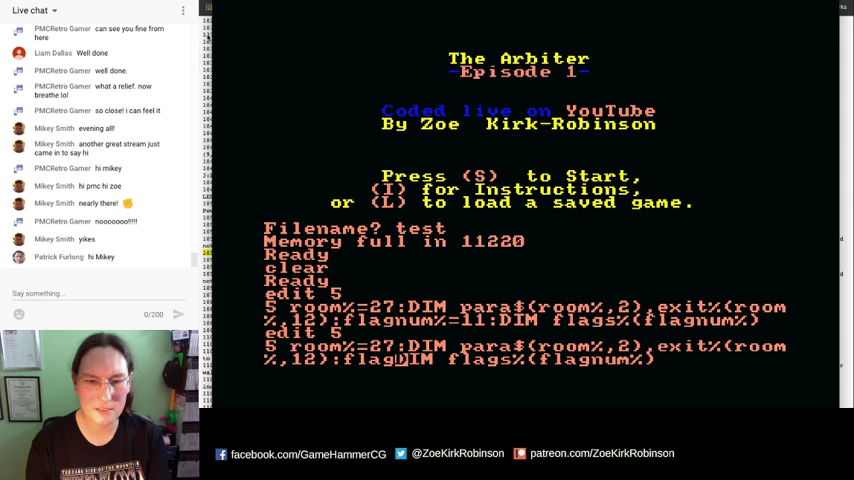 Live chat
PMCRetro Gamer can see you fine from
here
Liam Dallas Well done
PMCRetro Gamer well done.
PMCRetro Gamer what a relief. now
breathe lol
PMCRetro Gamer so close! i can feel it
Mikey Smith evening all!
Mikey Smith another great stream just
came in to say hi
PMCRetro Gamer hi mikey
Mikey Smith hi pmc hi zoe
Mikey Smith nearly there!
PMCRetro Gamer nooooooo!!!!!
Mikey Smith yikes
Patrick Furlong hi Mikey
Say something...
0/200
The Arbiter
-Episode 1-
Coded live on YouTube
By Zoe Kirk-Robinson
Press (S) to Start,
(I) for Instructions,
or (L) to load a saved game.
Filename? test
Memory full in 11220
Ready
clear
Ready
edit 5
5 room%=27:DIM para$(room%,2),exit%(room
%,12):flagnum%=11:DIM flags%(flagnum%)
edit 5
5 room%=27:DIM para$(room%,2),exit%(room
%,12):flagDIM flags%(flagnum%)
facebook.com/GameHammerCG @ZoeKirkRobinson patreon.com/ZoeKirkRobinson